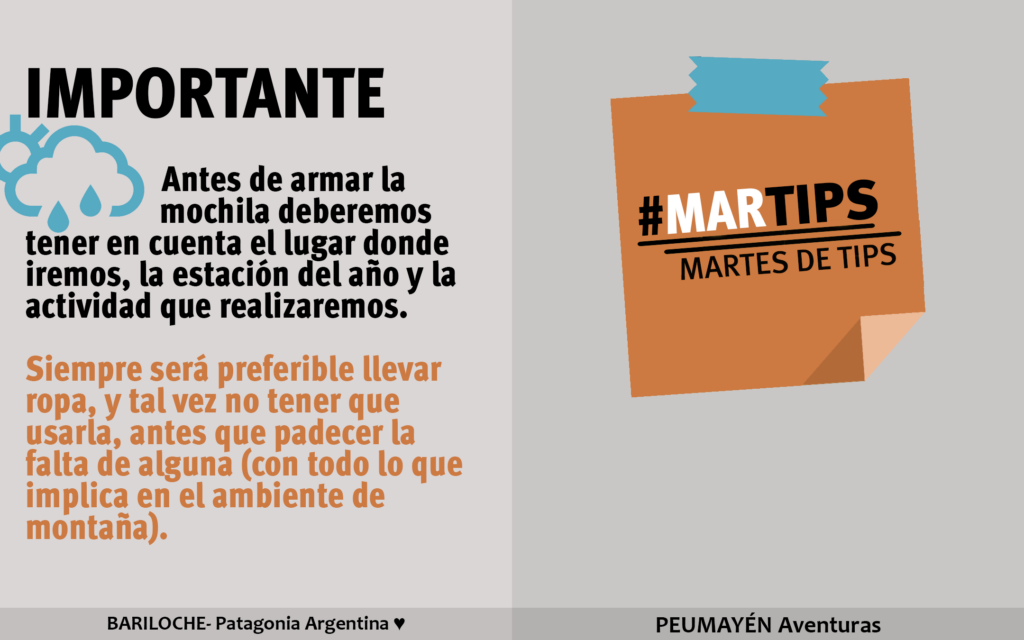 IMPORTANTE
Antes de armar la
mochila deberemos
tener en cuenta el lugar donde
iremos, la estación del año y la
actividad que realizaremos.
Siempre será preferible llevar
ropa, y tal vez no tener que
usarla, antes que padecer la
falta de alguna (con todo lo que
implica en el ambiente de
montaña).
BARILOCHE- Patagonia Argentina ♥
#MARTIPS
MARTES DE TIPS
PEUMAYÉN Aventuras